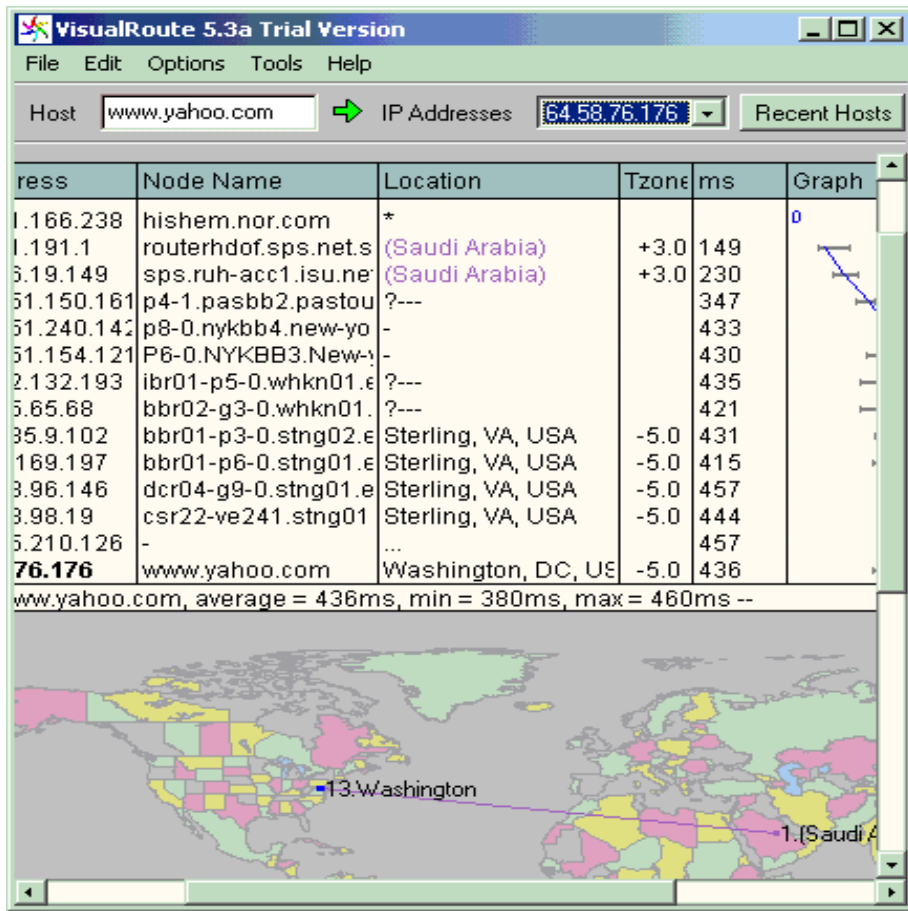 VisualRoute 5.3a Trial Version
File Edit Options Tools Help
Host www.yahoo.com IP Addresses 64.58.76.176 Recent Hosts
ress Node Name Location Tzone ms Graph
1.166.238 hishem.nor.com * 0
1.191.1 routerhdof.sps.net.s (Saudi Arabia) +3.0 149
6.19.149 sps.ruh-acc1.isu.ne (Saudi Arabia) +3.0 230
51.150.161 p4-1.pasbb2.pastou ?--- 347
51.240.142 p8-0.nykbb4.new-yo - 433
51.154.121 P6-0.NYKBB3.New- - 430
2.132.193 ibr01-p5-0.whkn01.e ?--- 435
5.65.68 bbr02-g3-0.whkn01. ?--- 421
35.9.102 bbr01-p3-0.stng02.e Sterling, VA, USA -5.0 431
169.197 bbr01-p6-0.stng01.e Sterling, VA, USA -5.0 415
3.96.146 dcr04-g9-0.stng01.e Sterling, VA, USA -5.0 457
3.98.19 csr22-ve241.stng01 Sterling, VA, USA -5.0 444
5.210.126 - ... 457
76.176 www.yahoo.com Washington, DC, US -5.0 436
ww.yahoo.com, average = 436ms, min = 380ms, max = 460ms --
13.Washington
1.(Saudi A